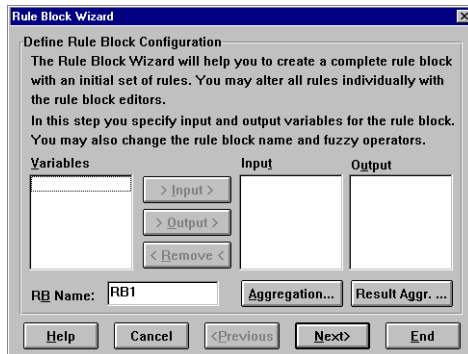 Rule Block Wizard
Define Rule Block Configuration
The Rule Block Wizard will help you to create a complete rule block
with an initial set of rules. You may alter all rules individually with
the rule block editors.
In this step you specify input and output variables for the rule block.
You may also change the rule block name and fuzzy operators.
Variables Input Output
> Input >
> Output >
< Remove <
RB Name: RB1 Aggregation... Result Aggr. ...
Help Cancel <Previous Next> End